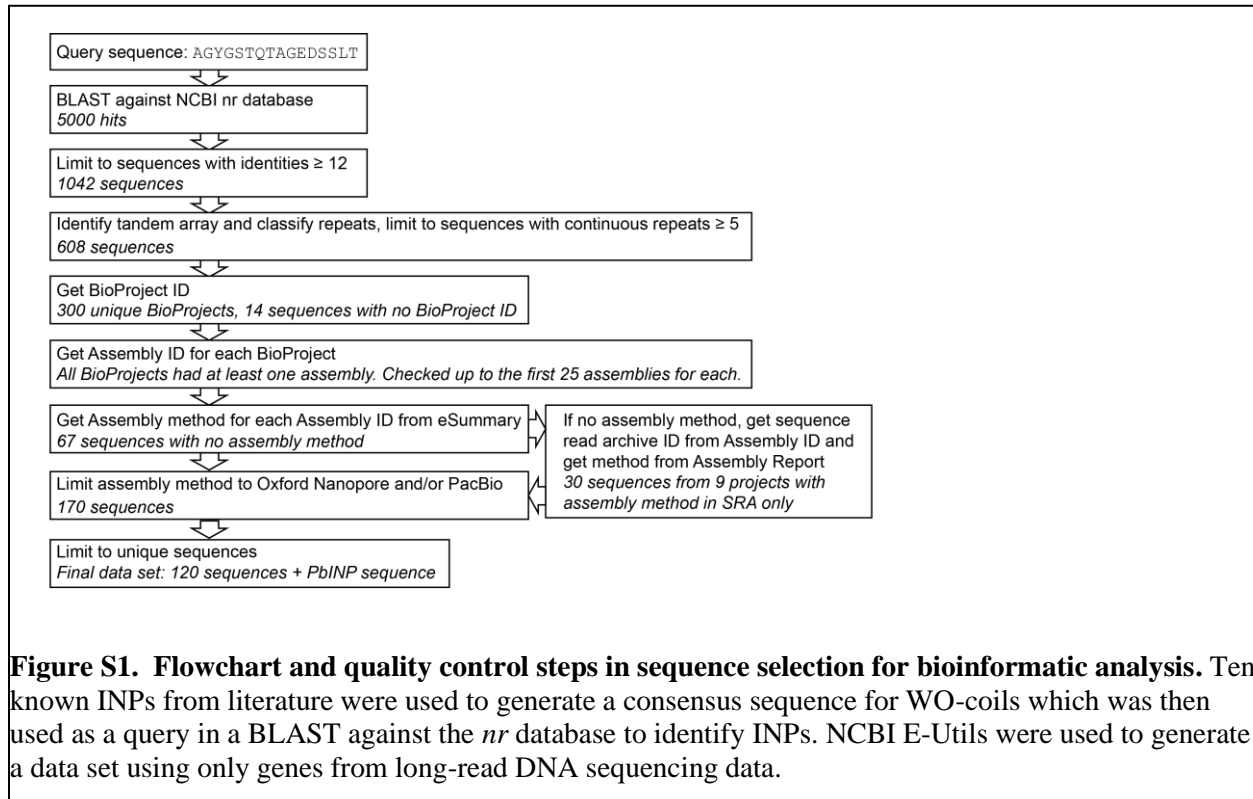 Query sequence: AGYGSTQTAGEDSSLT
BLAST against NCBI nr database
5000 hits
Limit to sequences with identities ≥ 12
1042 sequences
Identify tandem array and classify repeats, limit to sequences with continuous repeats ≥ 5
608 sequences
Get BioProject ID
300 unique BioProjects, 14 sequences with no BioProject ID
Get Assembly ID for each BioProject
All BioProjects had at least one assembly. Checked up to the first 25 assemblies for each.
Get Assembly method for each Assembly ID from eSummary
67 sequences with no assembly method
If no assembly method, get sequence
read archive ID from Assembly ID and
get method from Assembly Report
30 sequences from 9 projects with
assembly method in SRA only
Limit assembly method to Oxford Nanopore and/or PacBio
170 sequences
Limit to unique sequences
Final data set: 120 sequences + PbINP sequence
Figure S1. Flowchart and quality control steps in sequence selection for bioinformatic analysis. Ten
known INPs from literature were used to generate a consensus sequence for WO-coils which was then
used as a query in a BLAST against the nr database to identify INPs. NCBI E-Utils were used to generate
a data set using only genes from long-read DNA sequencing data.